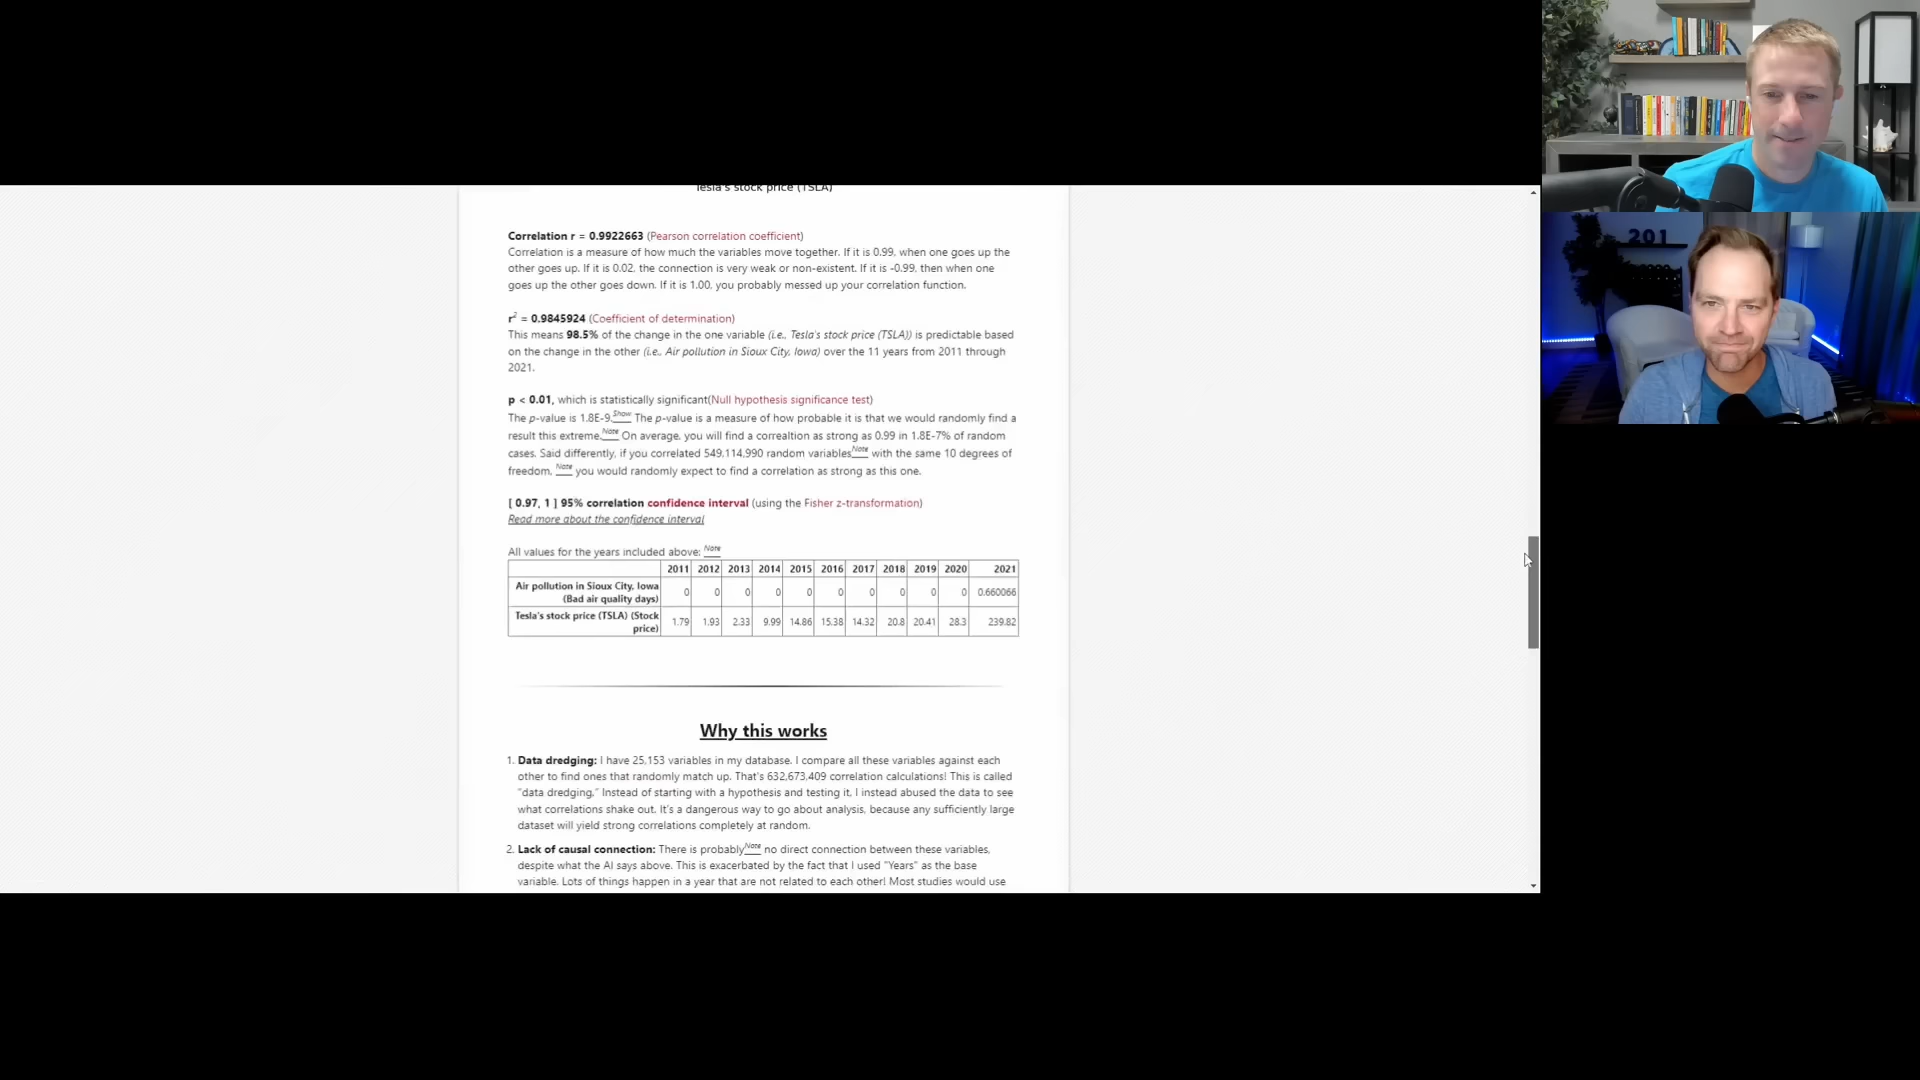 Tesla's stock price (TSLA)
Correlation r = 0.9922663 (Pearson correlation coefficient)
Correlation is a measure of how much the variables move together. If it is 0.99, when one goes up the
other goes up. If it is 0.02, the connection is very weak or non-existent. If it is -0.99, then when one
goes up the other goes down. If it is 1.00, you probably messed up your correlation function.
r² = 0.9845924 (Coefficient of determination)
This means 98.5% of the change in the one variable (i.e., Tesla's stock price (TSLA)) is predictable based
on the change in the other (i.e., Air pollution in Sioux City, Iowa) over the 11 years from 2011 through
2021.
p < 0.01, which is statistically significant(Null hypothesis significance test)
The p-value is 1.8E-9. Show The p-value is a measure of how probable it is that we would randomly find a
result this extreme. Note On average, you will find a correaltion as strong as 0.99 in 1.8E-7% of random
cases. Said differently, if you correlated 549,114,990 random variables Note with the same 10 degrees of
freedom, Note you would randomly expect to find a correlation as strong as this one.
[ 0.97, 1 ] 95% correlation confidence interval (using the Fisher z-transformation)
Read more about the confidence interval
All values for the years included above: Note
2011 2012 2013 2014 2015 2016 2017 2018 2019 2020 2021
Air pollution in Sioux City, Iowa
(Bad air quality days) 0 0 0 0 0 0 0 0 0 0 0.660066
Tesla's stock price (TSLA) (Stock
price) 1.79 1.93 2.33 9.99 14.86 15.38 14.32 20.8 20.41 28.3 239.82
Why this works
1. Data dredging: I have 25,153 variables in my database. I compare all these variables against each
other to find ones that randomly match up. That's 632,673,409 correlation calculations! This is called
"data dredging." Instead of starting with a hypothesis and testing it, I instead abused the data to see
what correlations shake out. It's a dangerous way to go about analysis, because any sufficiently large
dataset will yield strong correlations completely at random.
2. Lack of causal connection: There is probably Note no direct connection between these variables,
despite what the AI says above. This is exacerbated by the fact that I used "Years" as the base
variable. Lots of things happen in a year that are not related to each other! Most studies would use
201